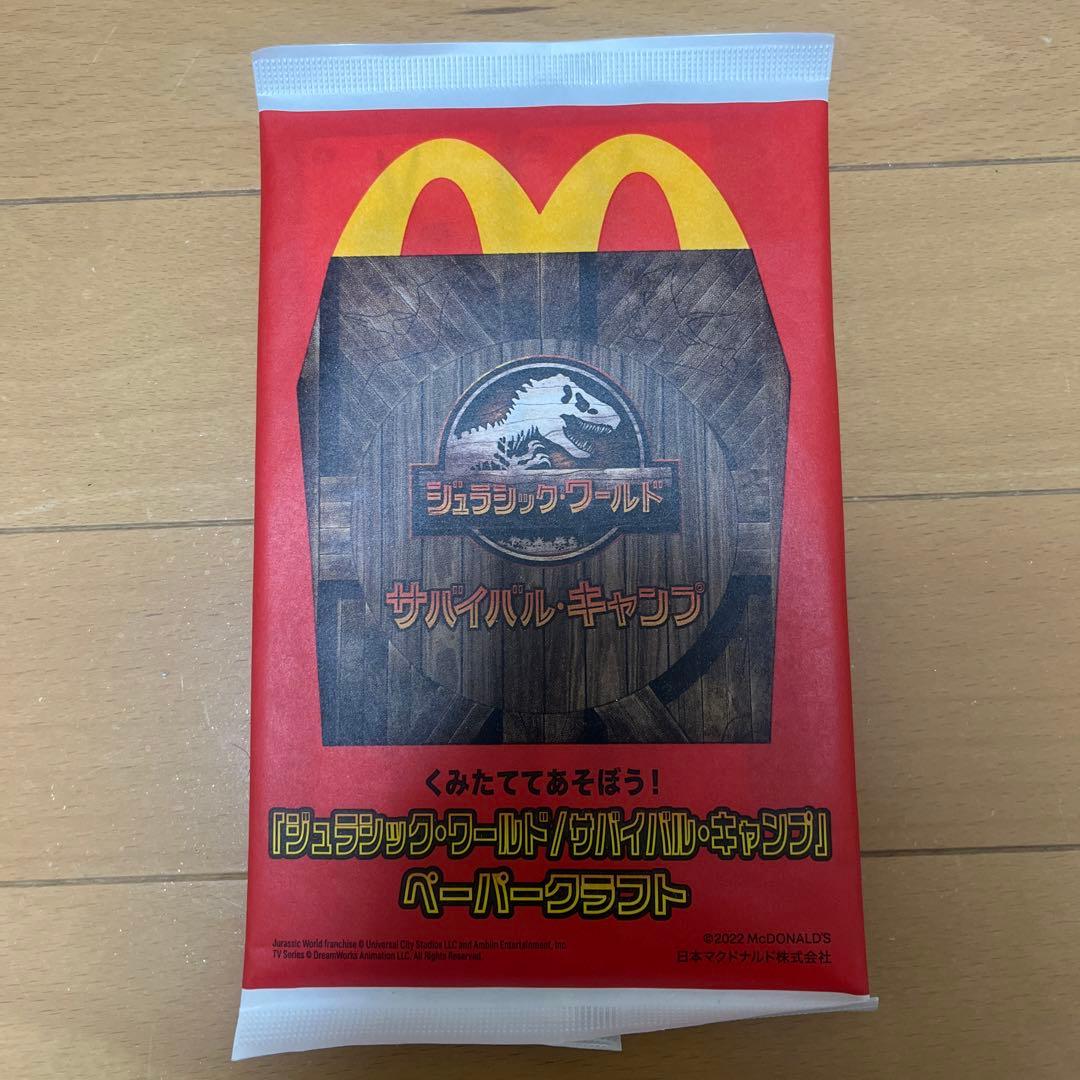 ジュラシック・ワールド
サバイバル・キャンプ
くみたててあそぼう!
「ジュラシック・ワールド/サバイバル・キャンプ」
ペーパークラフト
Jurassic World franchise © Universal City Studios LLC and Amblin Entertainment, Inc.
TV Series © DreamWorks Animation LLC. All Rights Reserved.
©2022 McDONALD'S
日本マクドナルド株式会社